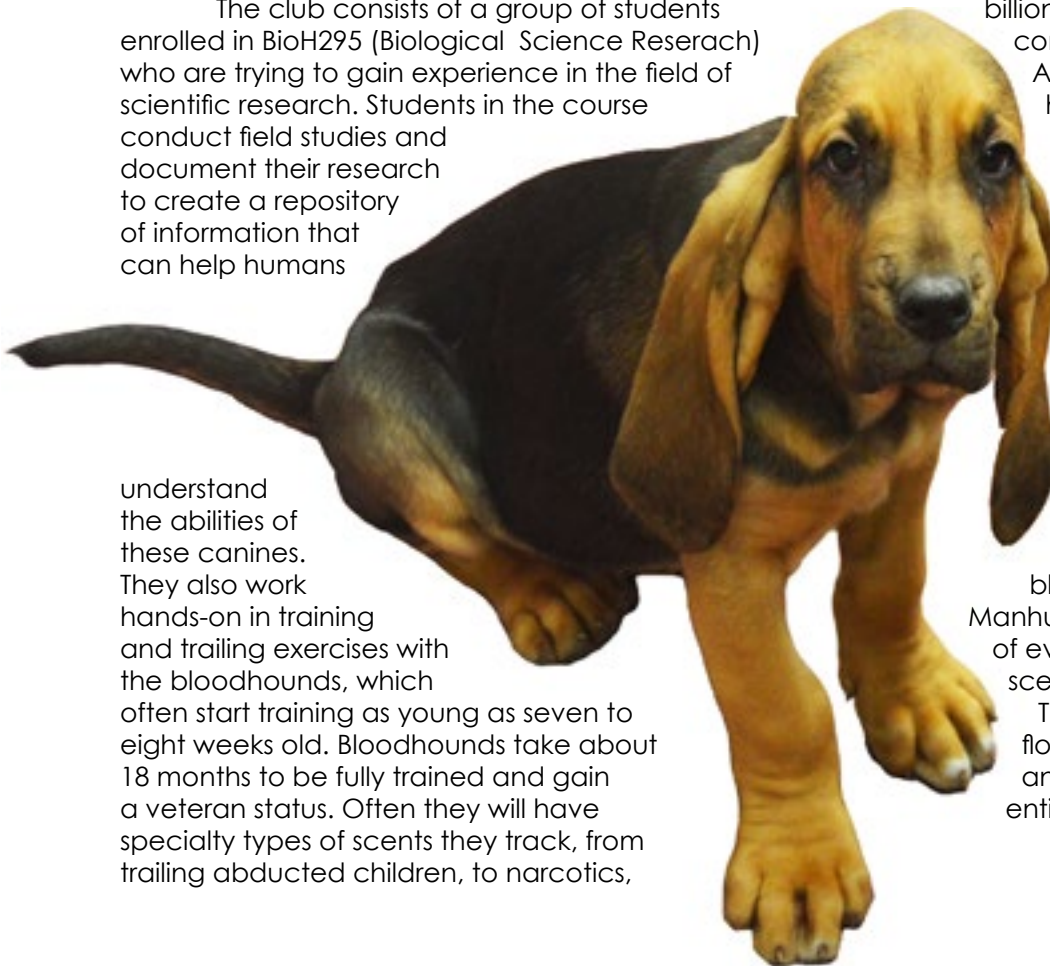 The club consists of a group of students
enrolled in BioH295 (Biological  Science Reserach)
who are trying to gain experience in the field of
scientific research. Students in the course
conduct field studies and
document their research
to create a repository
of information that
can help humans
understand
the abilities of
these canines.
They also work
hands-on in training
and trailing exercises with
the bloodhounds, which
often start training as young as seven to
eight weeks old. Bloodhounds take about
18 months to be fully trained and gain
a veteran status. Often they will have
specialty types of scents they track, from
trailing abducted children, to narcotics,
billion
of